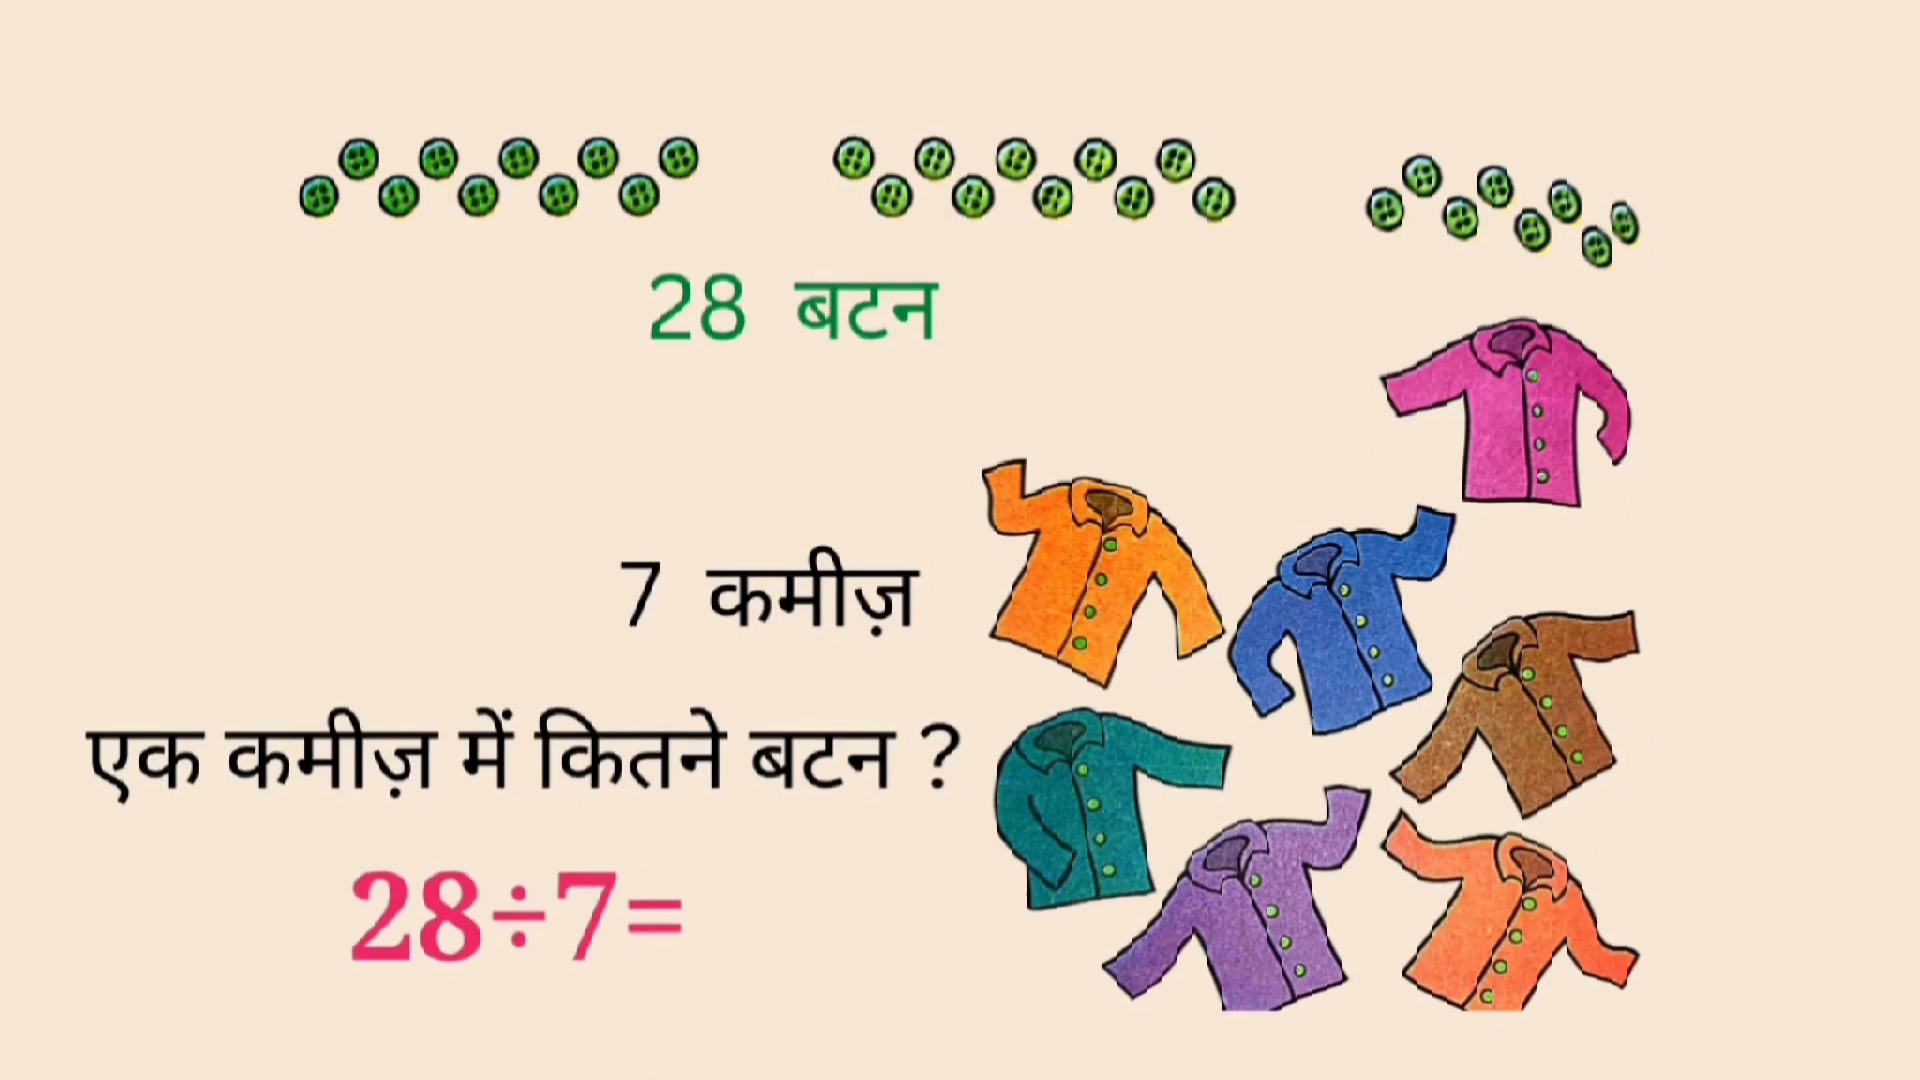 28 बटन
7 कमीज़
एक कमीज़ में कितने बटन ?
28÷7=